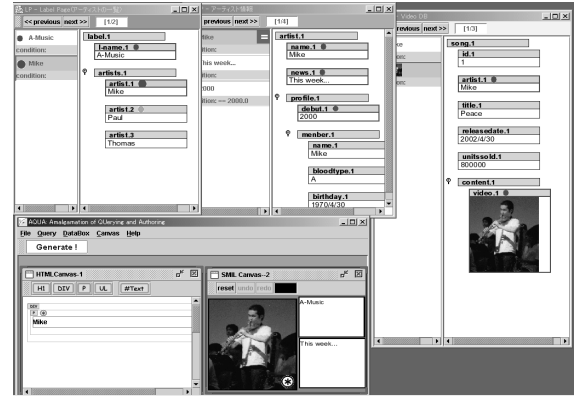 LP - Label Page(アーティストの一覧)
<< previous next >> [1/2]
A-Music
condition:
Mike
condition:
label.1
l-name.1
A-Music
artists.1
artist.1
Mike
artist.2
Paul
artist.3
Thomas
- アーティスト情報
previous next >> [1/4]
Mike
dition:
This week...
dition:
2000
dition: -- 2000.0
artist.1
name.1
Mike
news.1
This week...
profile.1
debut.1
2000
menber.1
name.1
Mike
bloodtype.1
A
birthday.1
1970/4/30
- Video DB
previous next >> [1/3]
song.1
id.1
1
artist.1
Mike
title.1
Peace
releasedate.1
2002/4/30
unitssold.1
800000
content.1
video.1
AQUA: Amalgamation of QUerying and Authoring
File Query DataBox Canvas Help
Generate !
HTMLCanvas-1
H1 DIV P UL #Text
DIV
P
Mike
SMIL Canvas--2
reset undo redo
A-Music
This week...